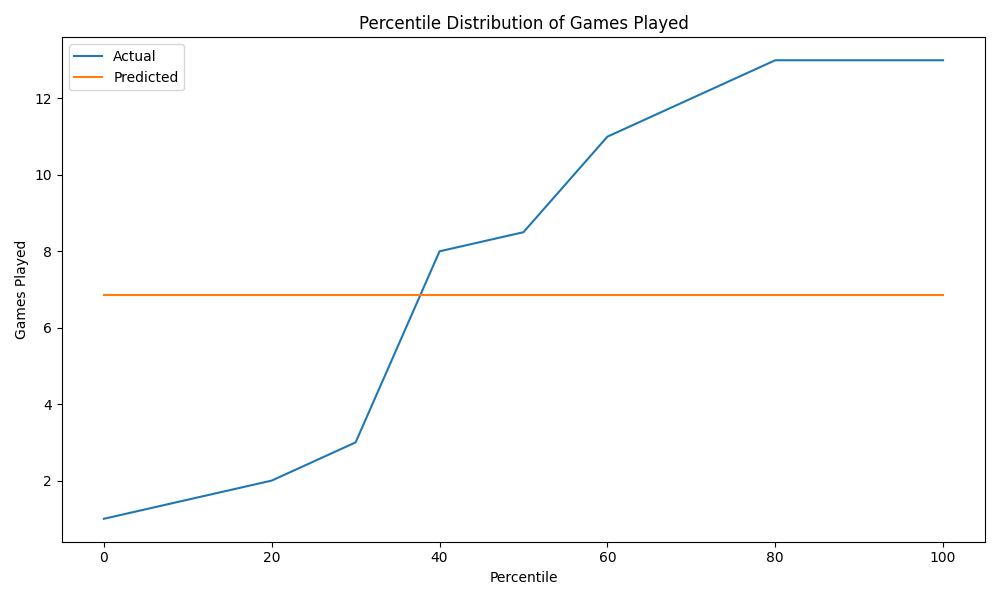 Percentile Distribution of Games Played
Actual
Predicted
Games Played
12
10
8
6
4
2
0 20 40 60 80 100
Percentile